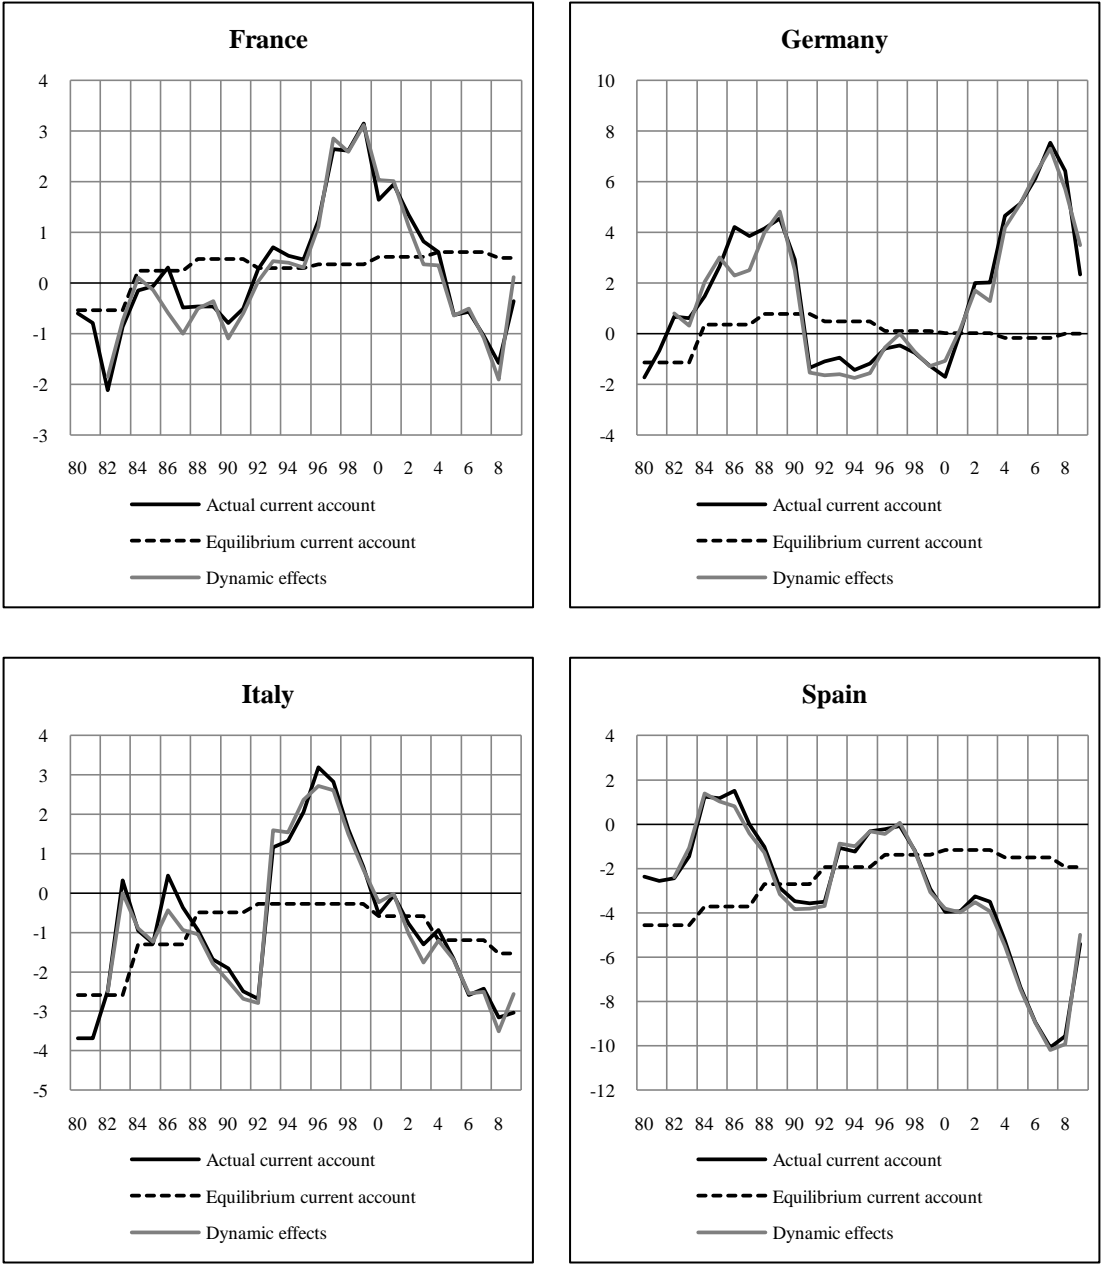 France
4
3
2
1
0
-1
-2
-3
80 82 84 86 88 90 92 94 96 98 0 2 4 6 8
Actual current account
Equilibrium current account
Dynamic effects
Germany
10
8
6
4
2
0
-2
-4
80 82 84 86 88 90 92 94 96 98 0 2 4 6 8
Actual current account
Equilibrium current account
Dynamic effects
Italy
4
3
2
1
0
-1
-2
-3
-4
-5
80 82 84 86 88 90 92 94 96 98 0 2 4 6 8
Actual current account
Equilibrium current account
Dynamic effects
Spain
4
2
0
-2
-4
-6
-8
-10
-12
80 82 84 86 88 90 92 94 96 98 0 2 4 6 8
Actual current account
Equilibrium current account
Dynamic effects